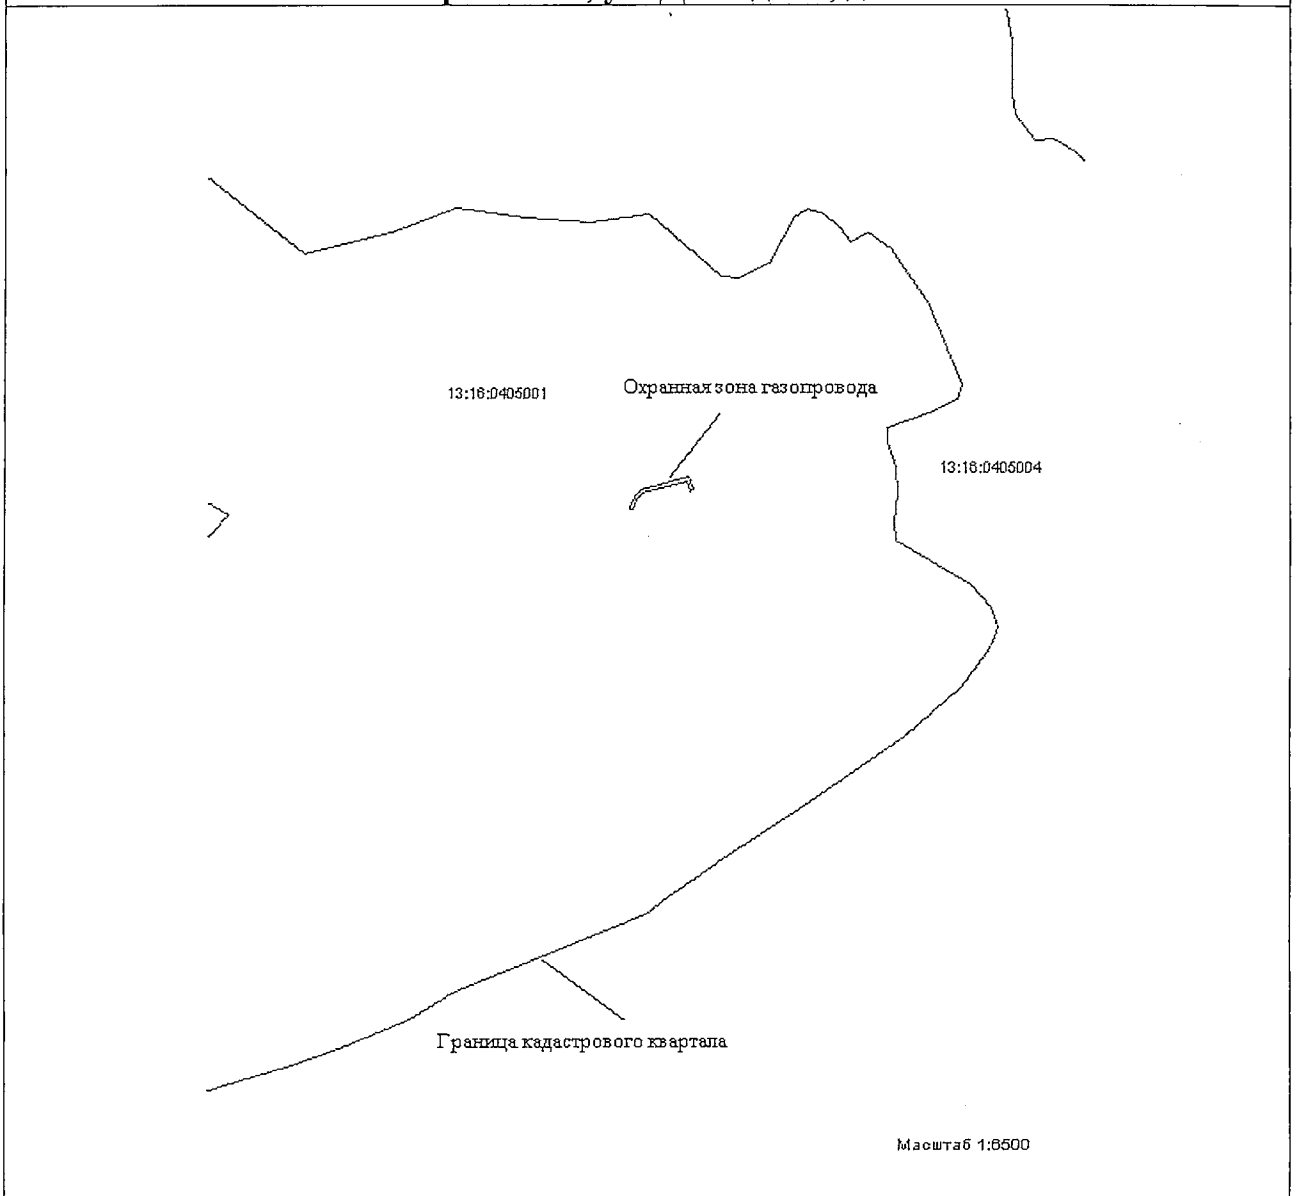 13:16:0405001
Охранная зона газопровода
13:16:0405004
Граница кадастрового квартала
Масштаб 1:6500